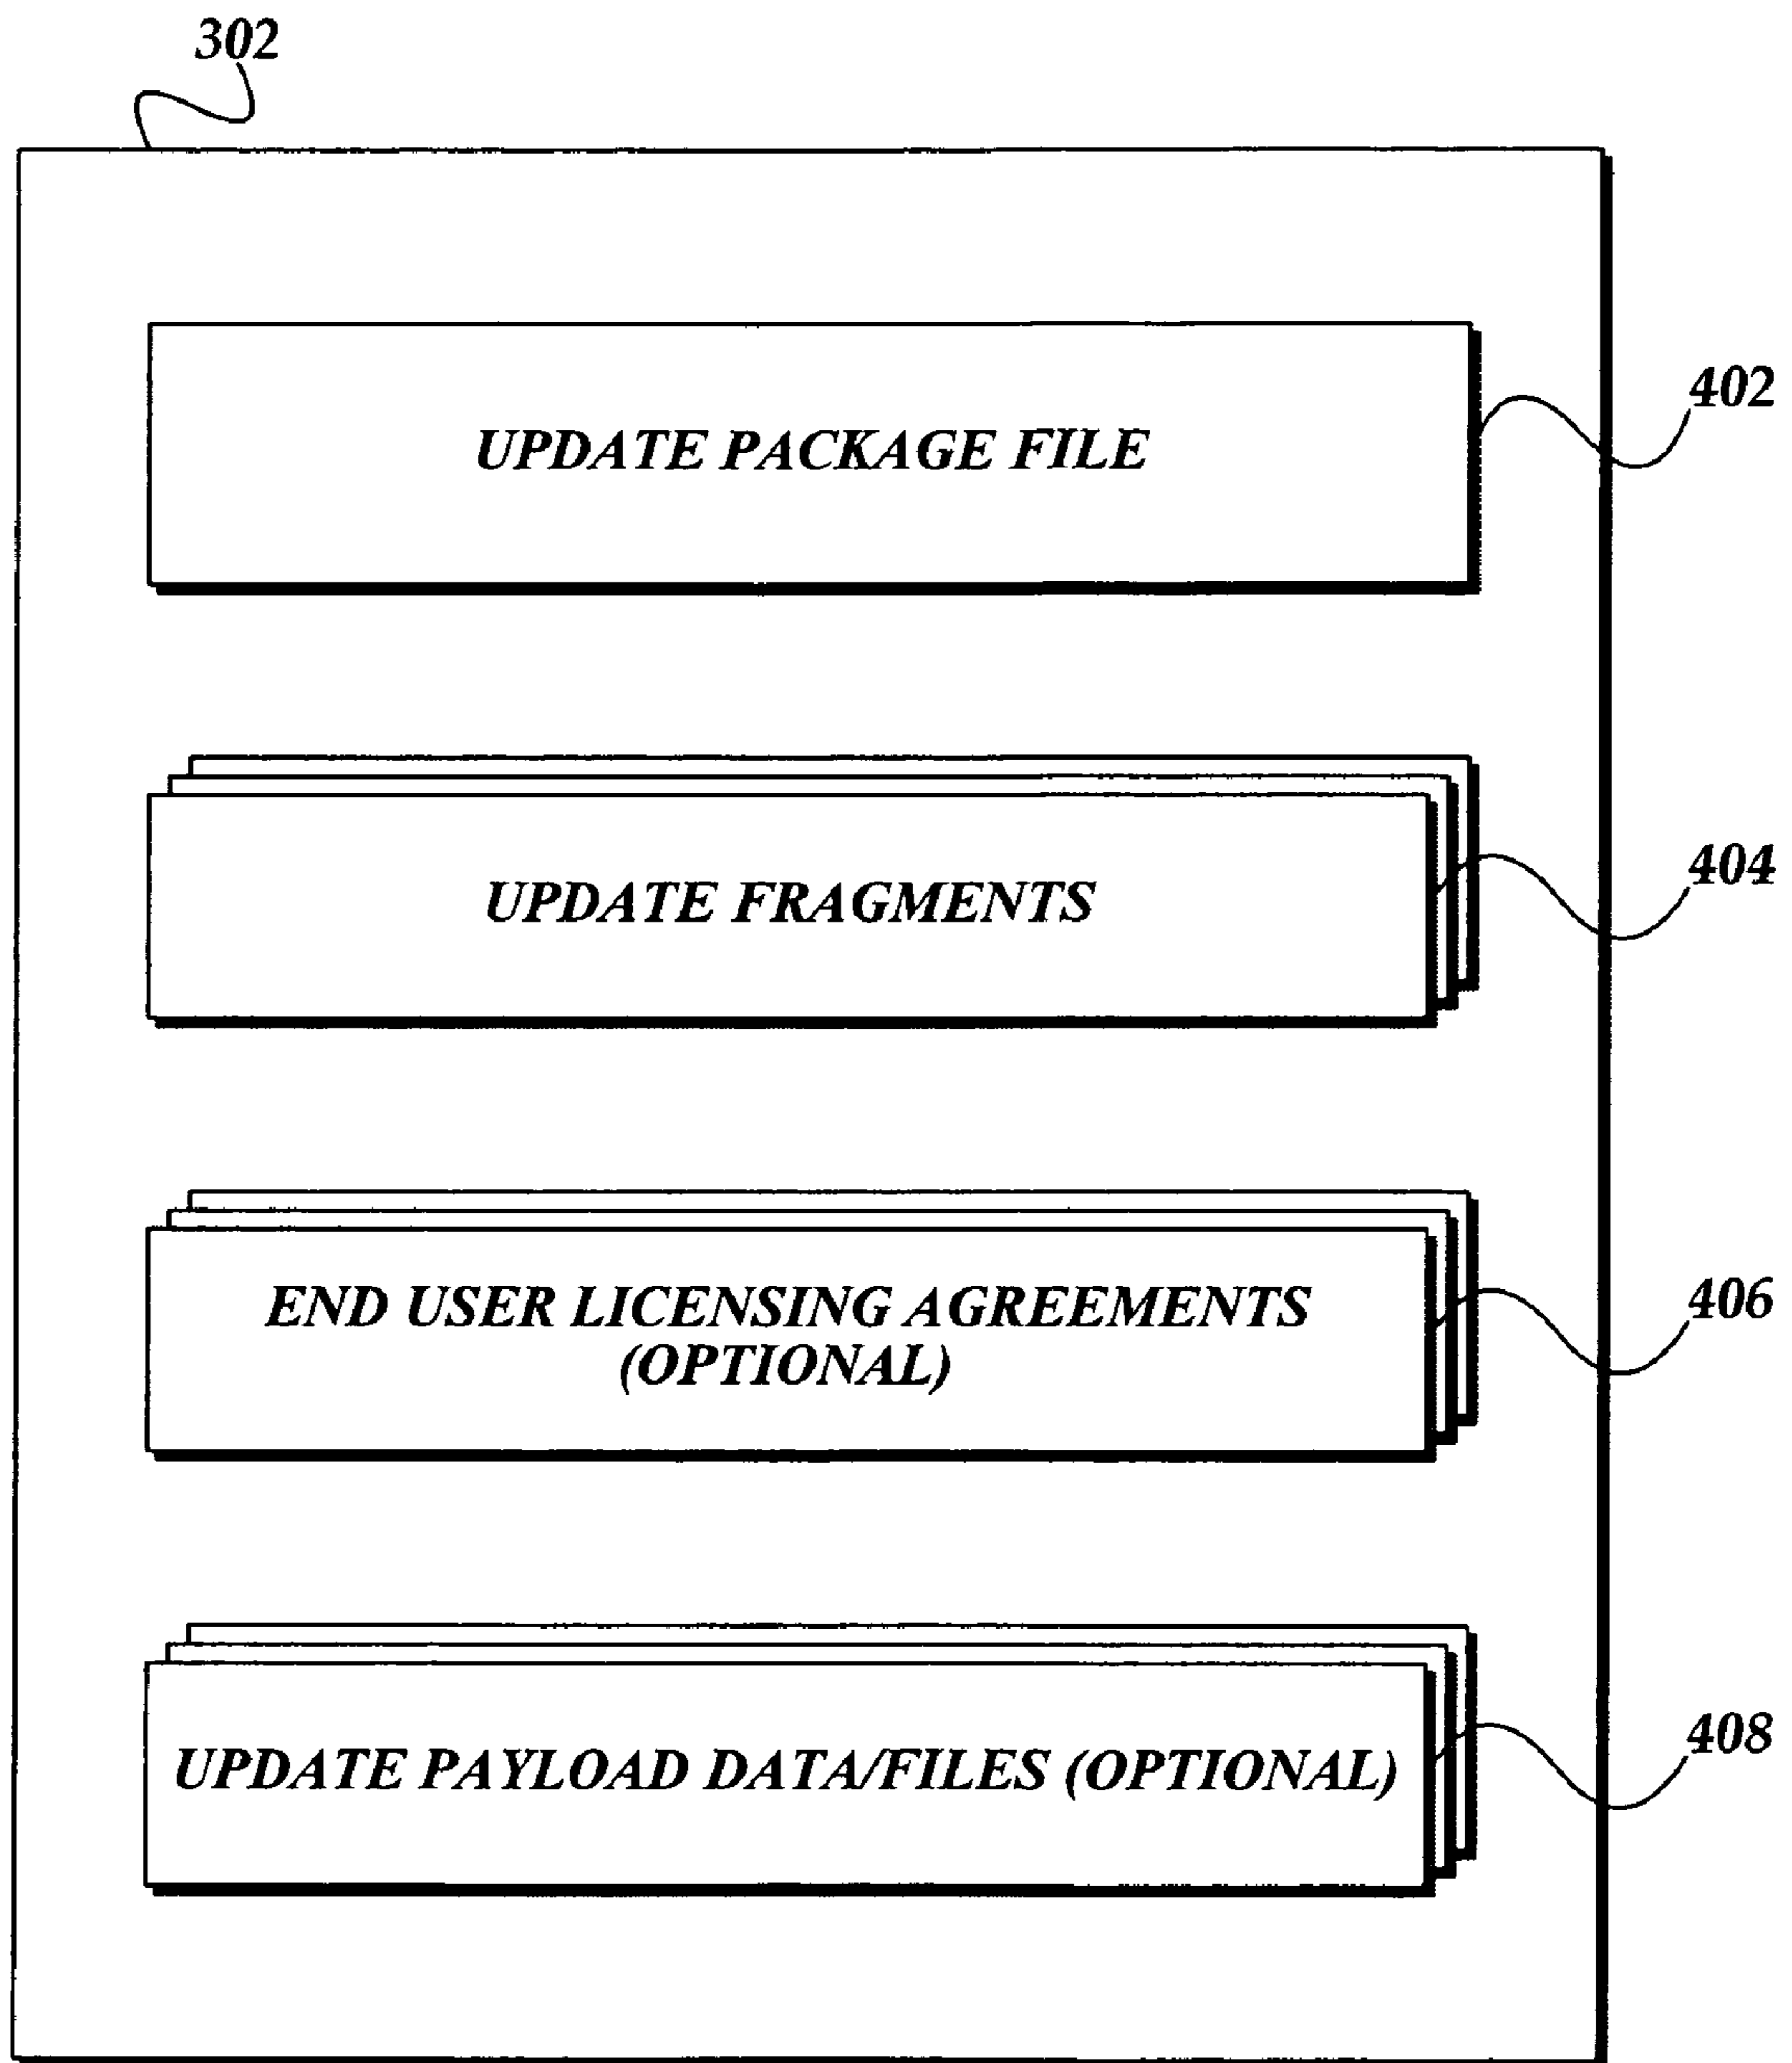 302
UPDATE PACKAGE FILE
402
UPDATE FRAGMENTS
404
END USER LICENSING AGREEMENTS
(OPTIONAL)
406
UPDATE PAYLOAD DATA/FILES (OPTIONAL)
408